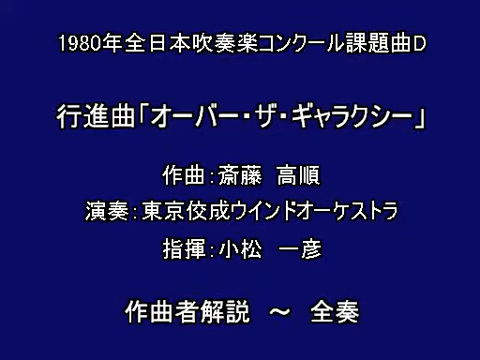 1980年全日本吹奏楽コンクール課題曲D
行進曲「オーバー・ザ・ギャラクシー」
作曲：斎藤　高順
演奏：東京佼成ウインドオーケストラ
指揮：小松　一彦
作曲者解説　～　全奏